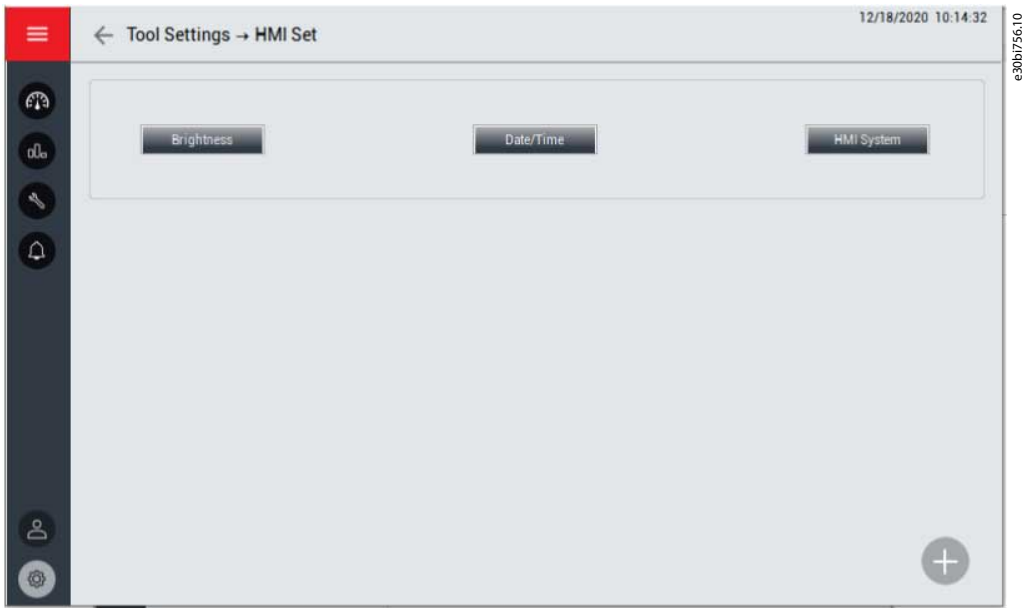 12/18/2020 10:14:32
Tool Settings → HMI Set
Brightness
Date/Time
HMI System
e30bi756.10